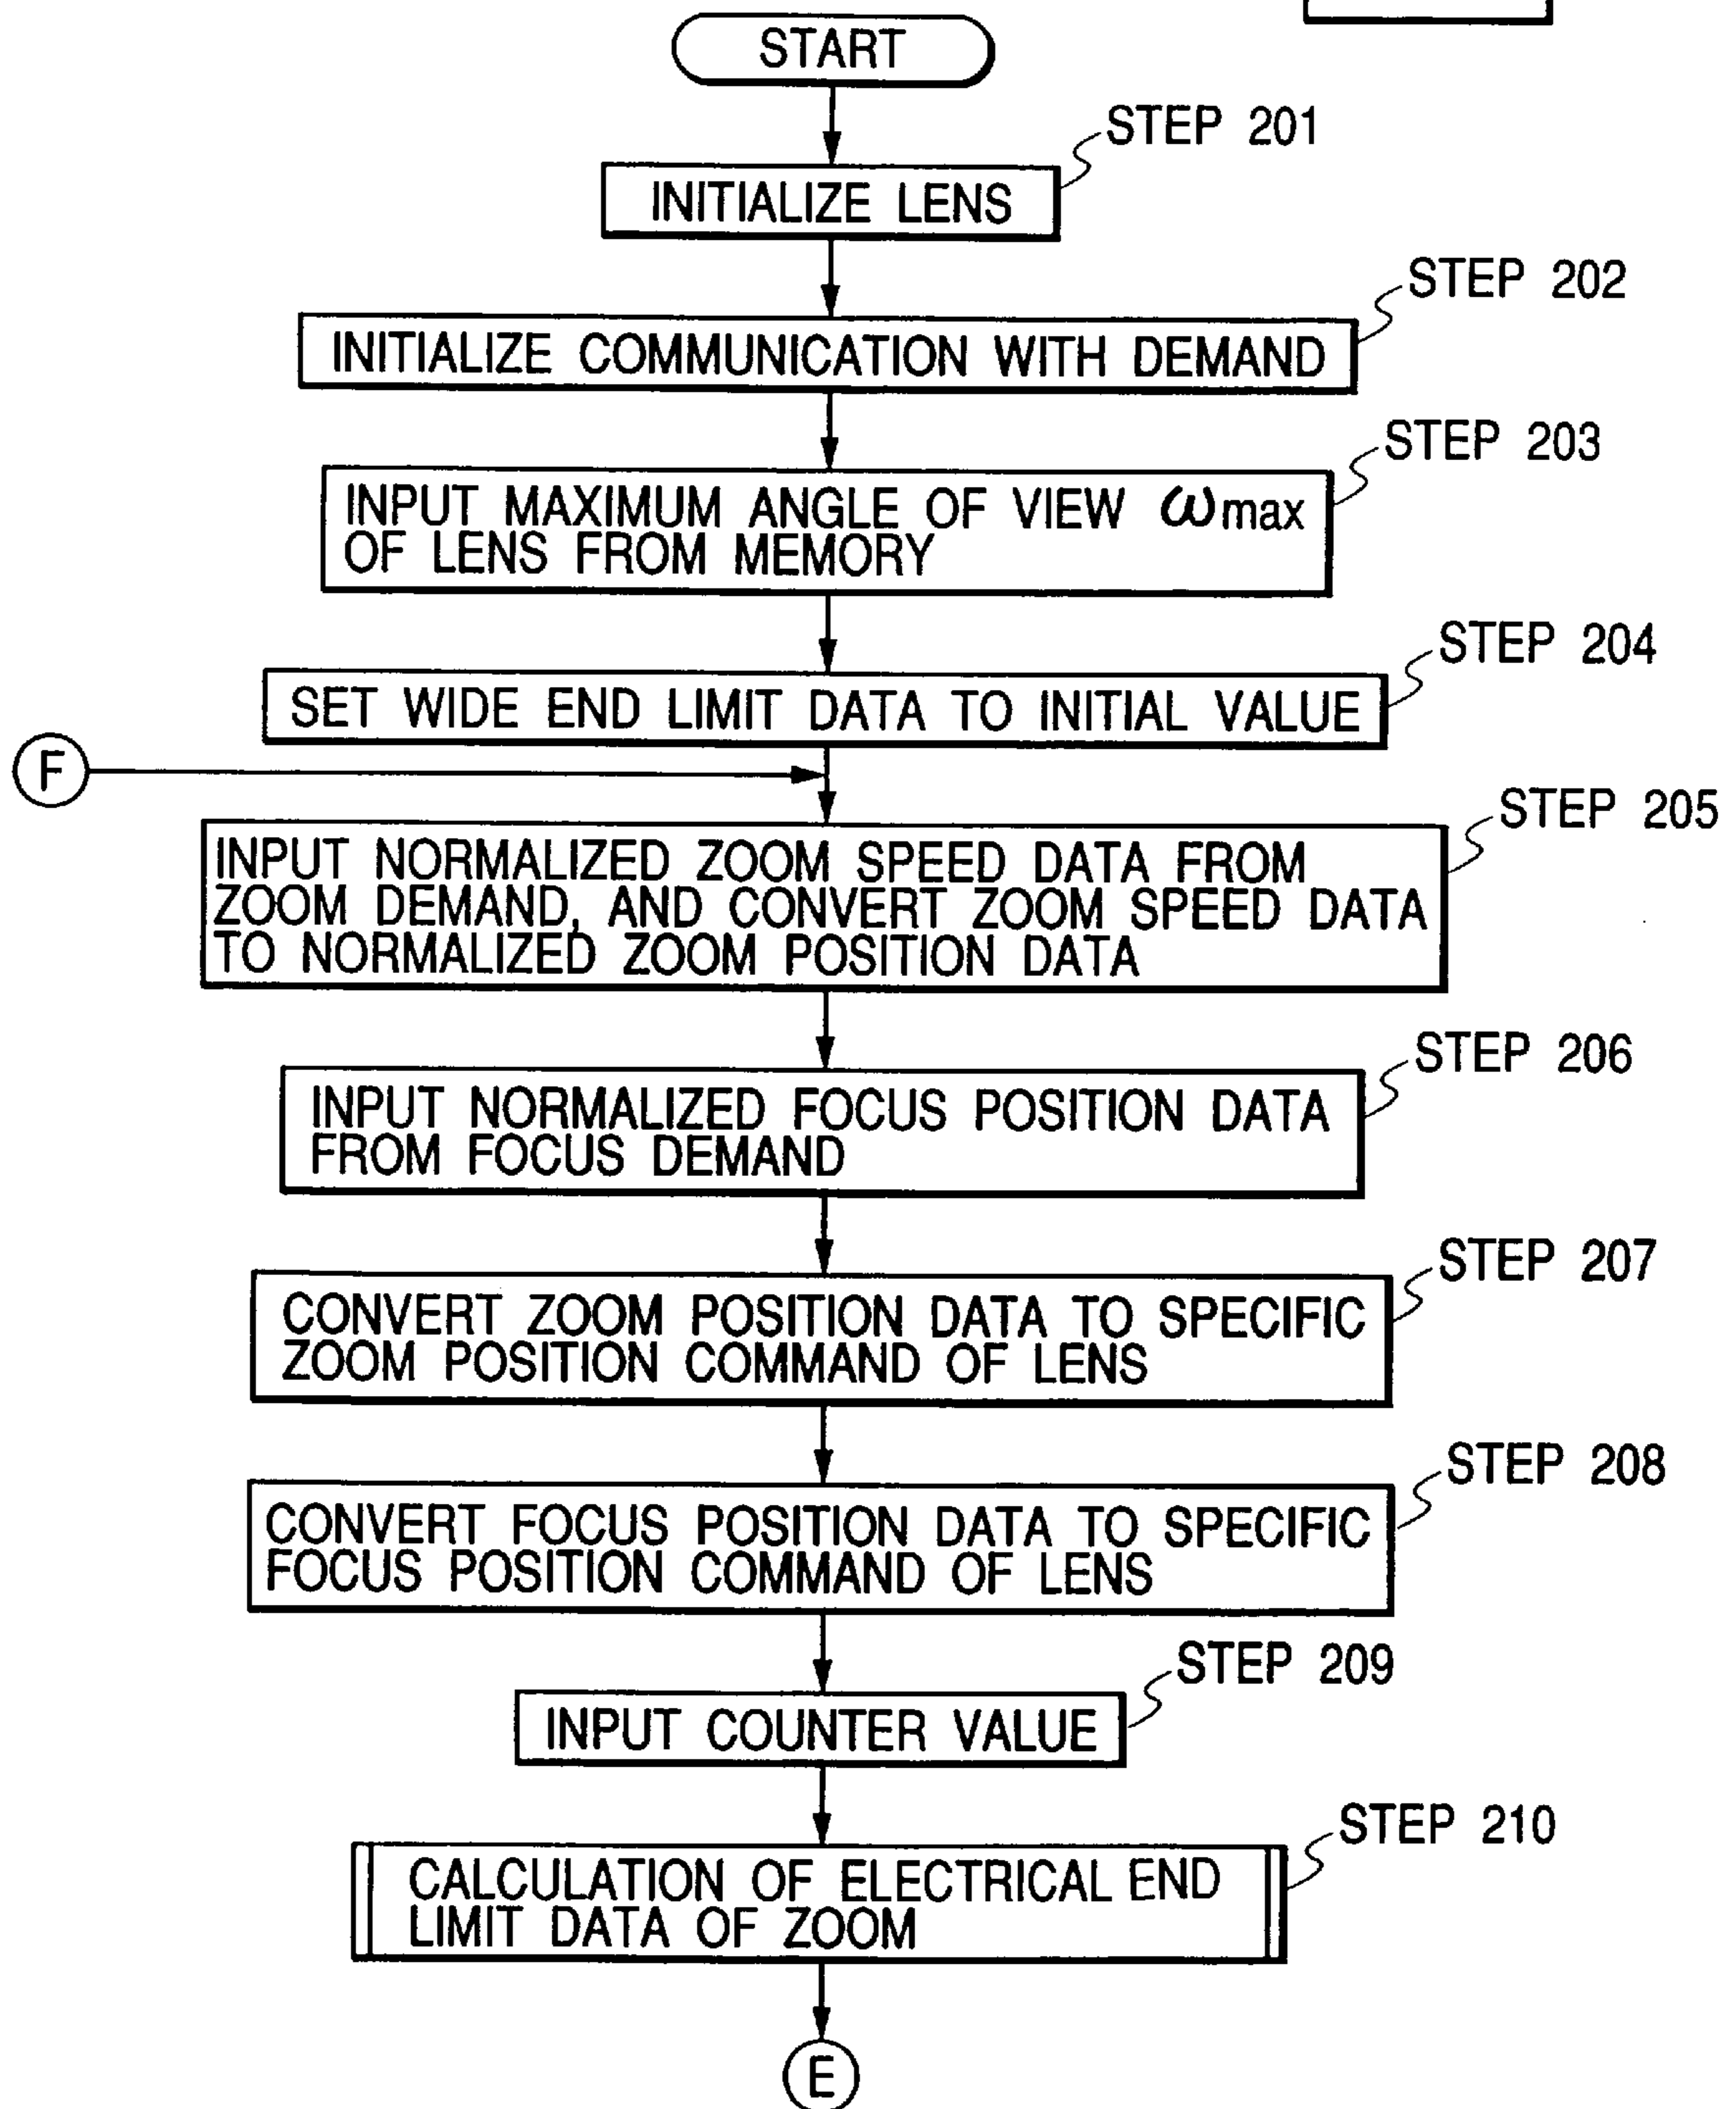 START
STEP 201
INITIALIZE LENS
STEP 202
INITIALIZE COMMUNICATION WITH DEMAND
STEP 203
INPUT MAXIMUM ANGLE OF VIEW ωmax
OF LENS FROM MEMORY
STEP 204
SET WIDE END LIMIT DATA TO INITIAL VALUE
F
STEP 205
INPUT NORMALIZED ZOOM SPEED DATA FROM
ZOOM DEMAND, AND CONVERT ZOOM SPEED DATA
TO NORMALIZED ZOOM POSITION DATA
STEP 206
INPUT NORMALIZED FOCUS POSITION DATA
FROM FOCUS DEMAND
STEP 207
CONVERT ZOOM POSITION DATA TO SPECIFIC
ZOOM POSITION COMMAND OF LENS
STEP 208
CONVERT FOCUS POSITION DATA TO SPECIFIC
FOCUS POSITION COMMAND OF LENS
STEP 209
INPUT COUNTER VALUE
STEP 210
CALCULATION OF ELECTRICAL END
LIMIT DATA OF ZOOM
E